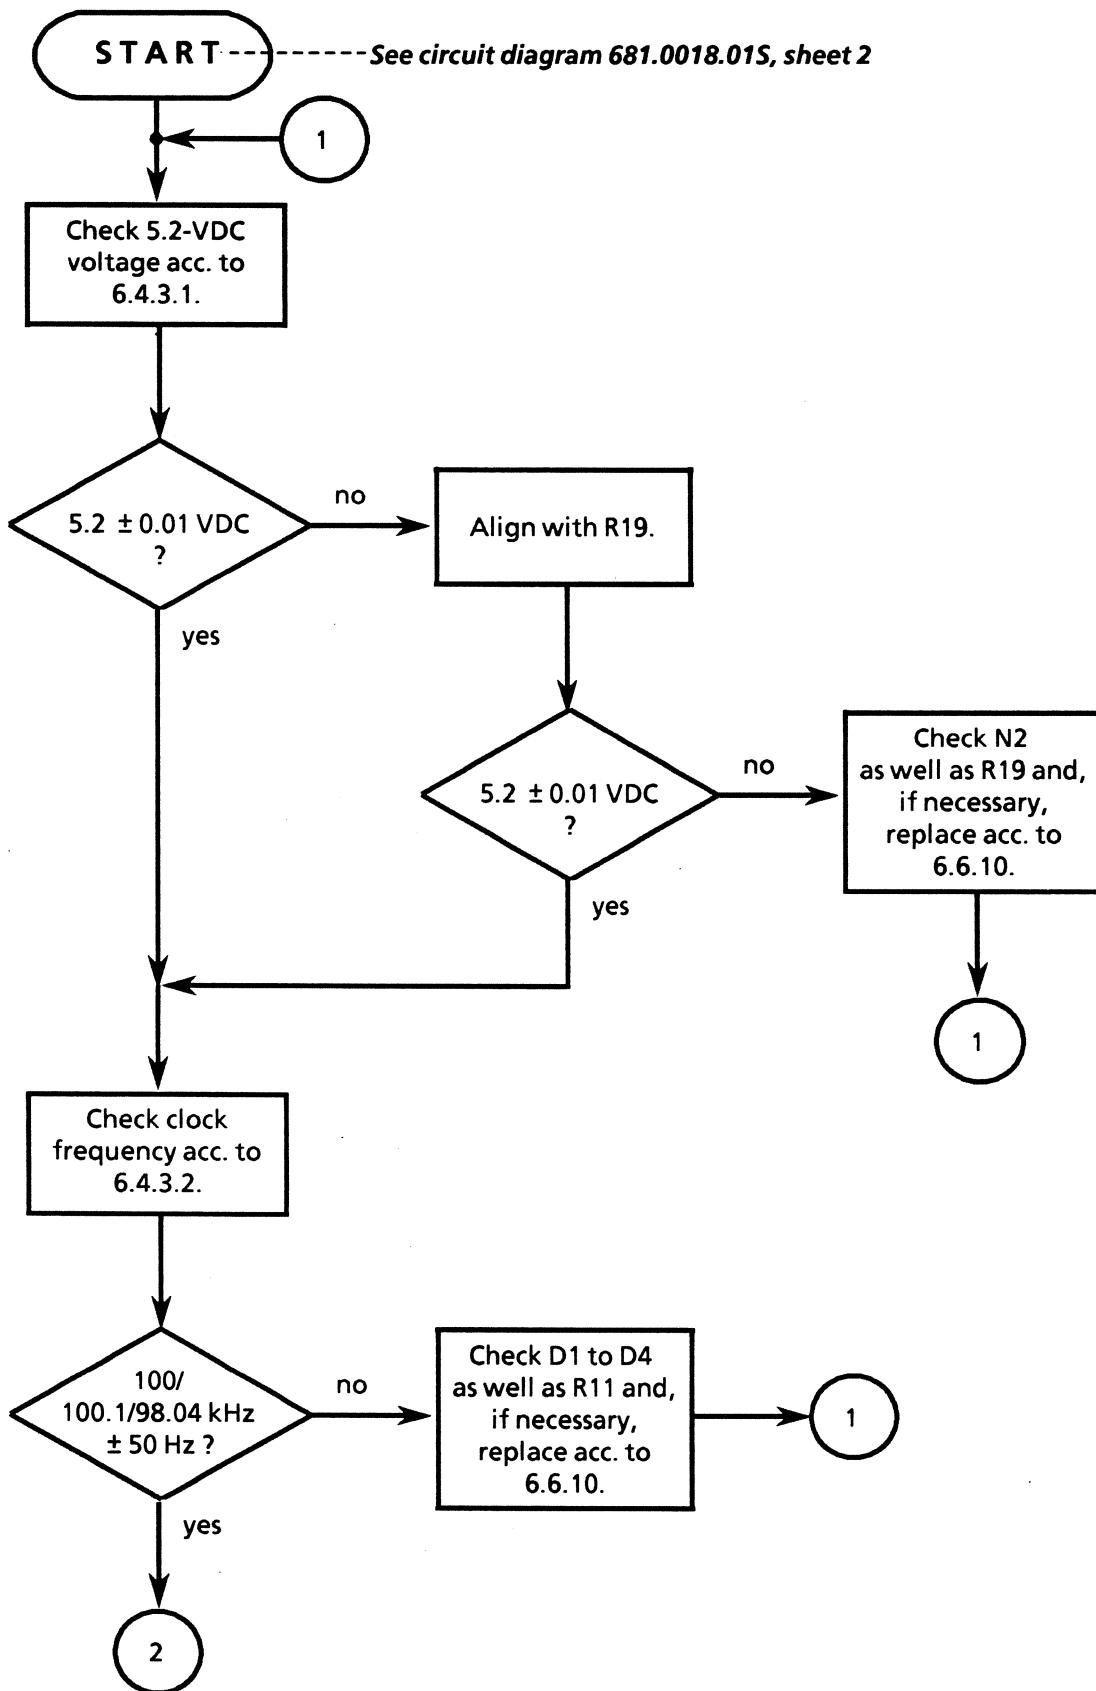 START
See circuit diagram 681.0018.01S, sheet 2
1
Check 5.2-VDC
voltage acc. to
6.4.3.1.
5.2 ± 0.01 VDC
?
no
Align with R19.
yes
5.2 ± 0.01 VDC
?
no
Check N2
as well as R19 and,
if necessary,
replace acc. to
6.6.10.
yes
1
Check clock
frequency acc. to
6.4.3.2.
100/
100.1/98.04 kHz
± 50 Hz ?
no
Check D1 to D4
as well as R11 and,
if necessary,
replace acc. to
6.6.10.
1
yes
2